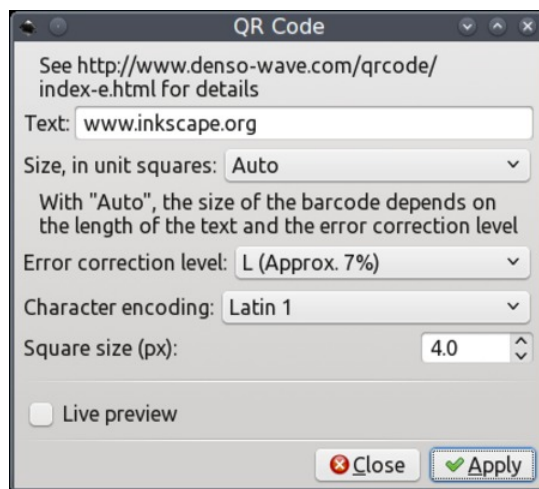 QR Code
See http://www.denso-wave.com/qrcode/
index-e.html for details
Text: www.inkscape.org
Size, in unit squares: Auto
With "Auto", the size of the barcode depends on
the length of the text and the error correction level
Error correction level: L (Approx. 7%)
Character encoding: Latin 1
Square size (px): 4.0
Live preview
Close Apply